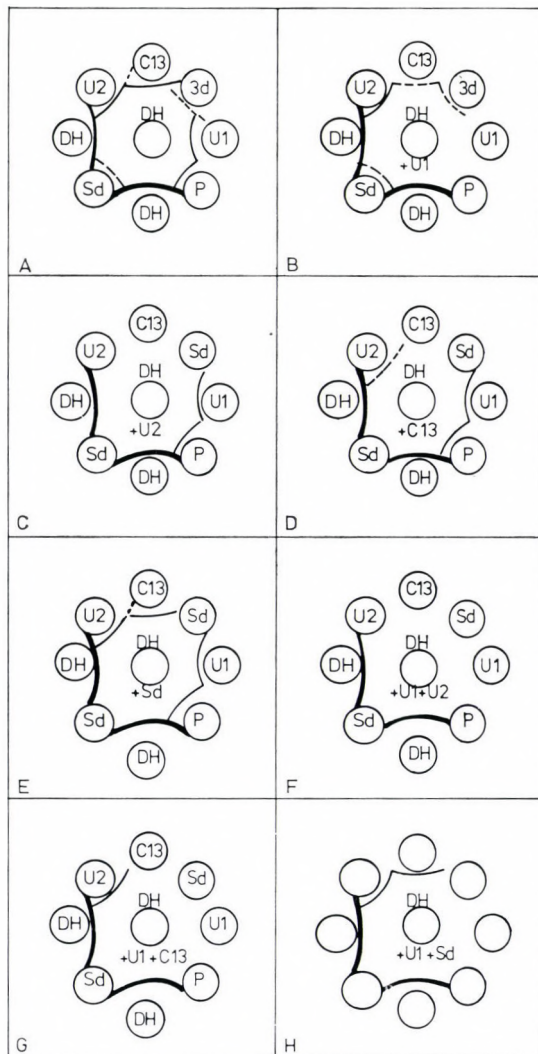 C13
U2 3d
DH
DH U1
Sd P
DH
A
C13
U2 3d
DH
DH U1
+U1
Sd P
DH
B
C13
U2 Sd
DH
DH U1
+U2
Sd P
DH
C
C13
U2 Sd
DH
DH U1
+C13
Sd P
DH
D
C13
U2 Sd
DH
DH U1
+Sd
Sd P
DH
E
C13
U2 Sd
DH
DH U1
+U1+U2
Sd P
DH
F
C13
U2 Sd
DH
DH U1
+U1+C13
Sd P
DH
G
DH
+U1+Sd
H